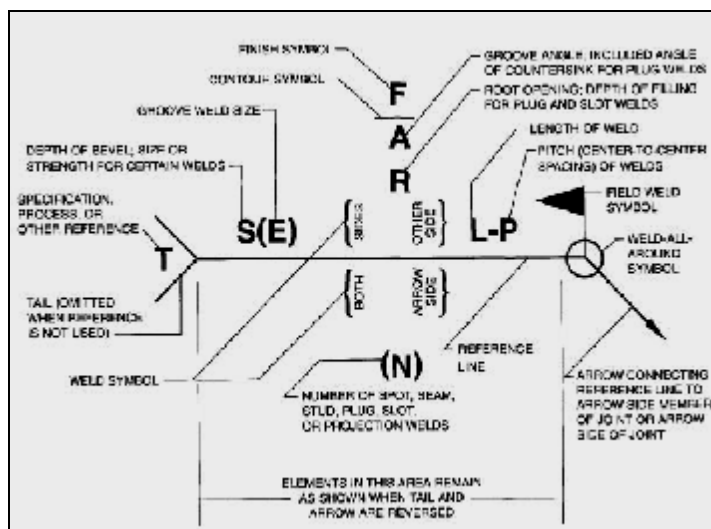 FINISH SYMBOL
CONTOUR SYMBOL
GROOVE WELD SIZE
DEPTH OF BEVEL; SIZE OR
STRENGTH FOR CERTAIN WELDS
SPECIFICATION,
PROCESS, OR
OTHER REFERENCE
TAIL (OMITTED
WHEN REFERENCE
IS NOT USED)
WELD SYMBOL
F
A
R
GROOVE ANGLE; INCLUDED ANGLE
OF COUNTERSINK FOR PLUG WELDS
ROOT OPENING; DEPTH OF FILLING
FOR PLUG AND SLOT WELDS
LENGTH OF WELD
PITCH (CENTER-TO-CENTER
SPACING) OF WELDS
FIELD WELD
SYMBOL
WELD-ALL-
AROUND
SYMBOL
T
S(E)
L-P
SIDES
OTHER
SIDE
BOTH
ARROW
SIDE
(N)
NUMBER OF SPOT, SEAM,
STUD, PLUG, SLOT,
OR PROJECTION WELDS
REFERENCE
LINE
ARROW CONNECTING
REFERENCE LINE TO
ARROW SIDE MEMBER
OF JOINT OR ARROW
SIDE OF JOINT
ELEMENTS IN THIS AREA REMAIN
AS SHOWN WHEN TAIL AND
ARROW ARE REVERSED